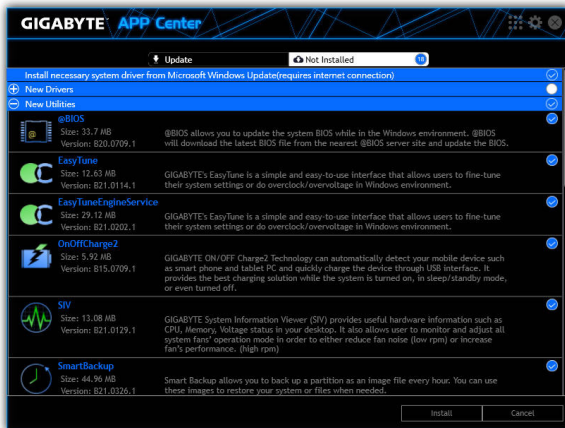 GIGABYTE APP Center
Update
Not Installed 18
Install necessary system driver from Microsoft Windows Update(requires internet connection)
New Drivers
New Utilities
@BIOS
Size: 33.7 MB
Version: B20.0709.1
@BIOS allows you to update the system BIOS while in the Windows environment. @BIOS
will download the latest BIOS file from the nearest @BIOS server site and update the BIOS.
EasyTune
Size: 12.63 MB
Version: B21.0114.1
GIGABYTE's EasyTune is a simple and easy-to-use interface that allows users to fine-tune
their system settings or do overclock/overvoltage in Windows environment.
EasyTuneEngineService
Size: 29.12 MB
Version: B21.0202.1
GIGABYTE's EasyTune is a simple and easy-to-use interface that allows users to fine-tune
their system settings or do overclock/overvoltage in Windows environment.
OnOffCharge2
Size: 5.92 MB
Version: B15.0709.1
GIGABYTE ON/OFF Charge2 Technology can automatically detect your mobile device such
as smart phone and tablet PC and quickly charge the device through USB interface. It
provides the best charging solution while the system is turned on, in sleep/standby mode,
or even turned off.
SIV
Size: 13.08 MB
Version: B21.0129.1
GIGABYTE System Information Viewer (SIV) provides useful hardware information such as
CPU, Memory, Voltage status in your desktop. It also allows user to monitor and adjust all
system fans' operation mode in order to either reduce fan noise (low rpm) or increase
fan's performance. (high rpm)
SmartBackup
Size: 44.96 MB
Version: B21.0326.1
Smart Backup allows you to back up a partition as an image file every hour. You can use
these images to restore your system or files when needed.
Install
Cancel